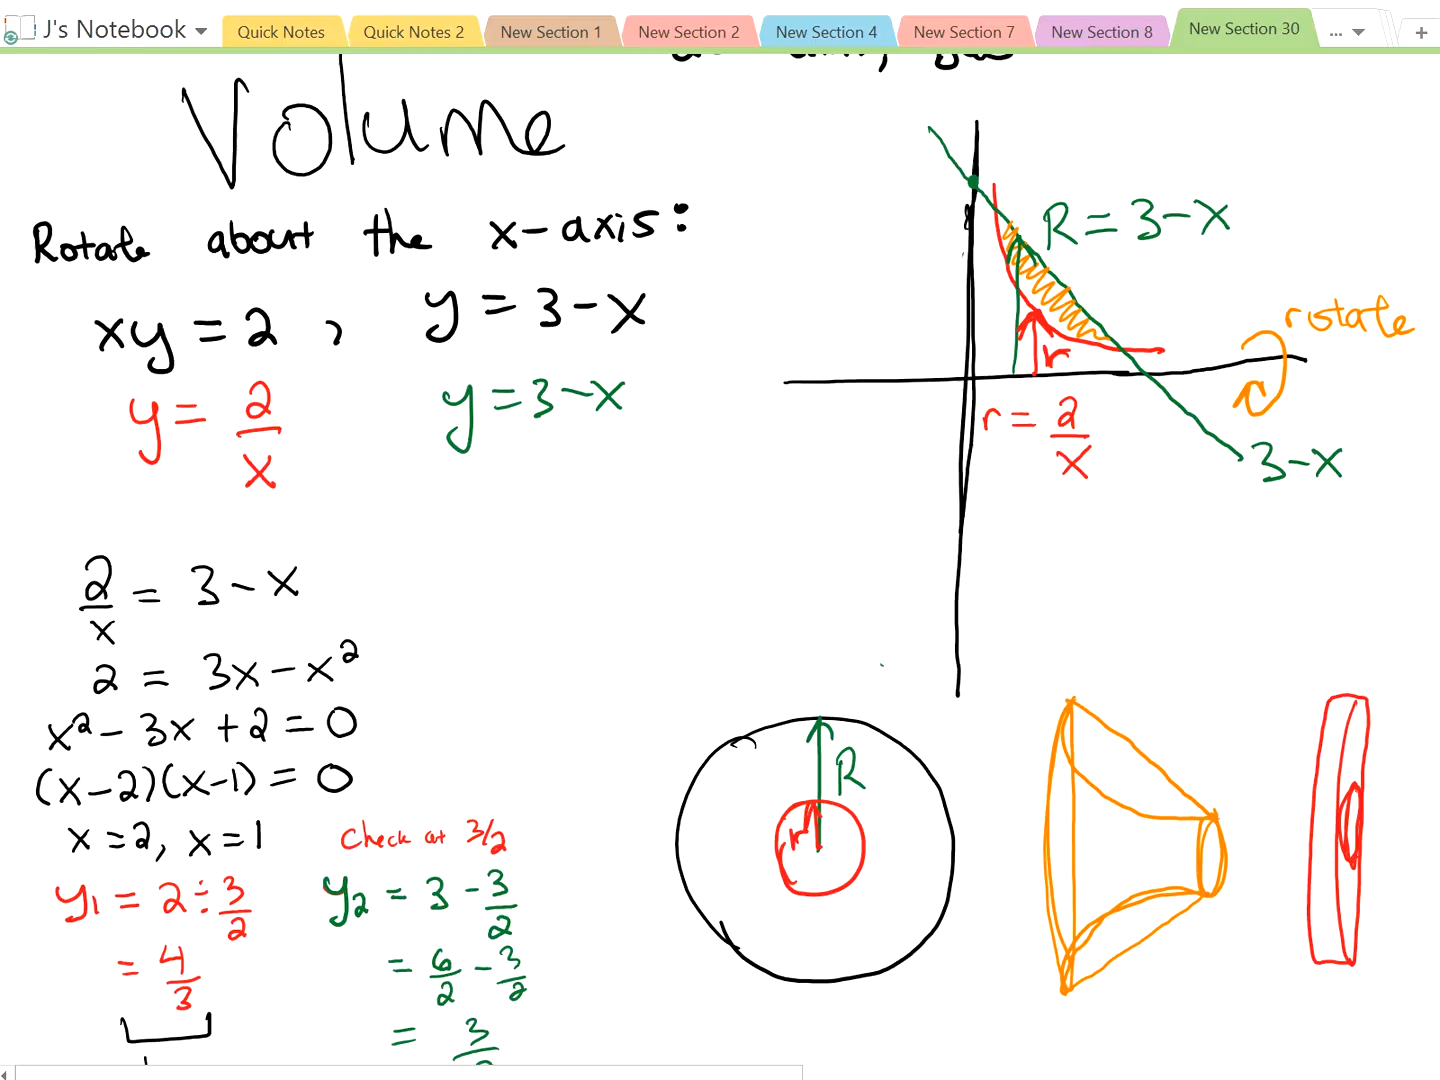 J's Notebook
Quick Notes
Quick Notes 2
New Section 1
New Section 2
New Section 4
New Section 7
New Section 8
New Section 30
...
+
Volume
Rotate about the x-axis:
xy = 2, y = 3-x
y = 2/x y = 3-x
2/x = 3-x
2 = 3x-x²
x²-3x+2=0
(x-2)(x-1)=0
x=2, x=1
Check at 3/2
y₁ = 2÷3/2
= 4/3
y₂ = 3-3/2
= 6/2-3/2
R=3-x
rotate
r
r=2/x
3-x
R
r